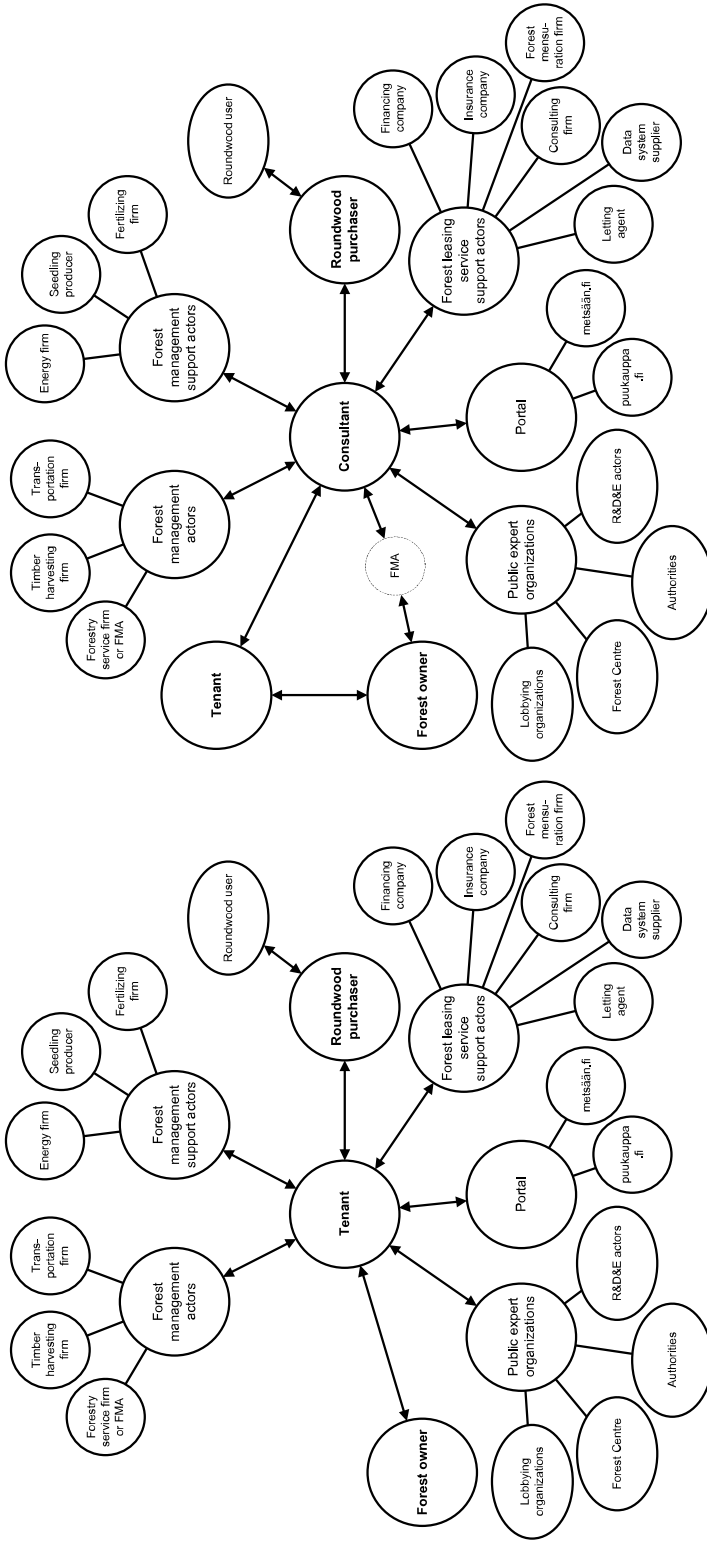 Forestry
service firm
or FMA
Timber
harvesting
firm
Trans-
portation
firm
Forest
management
actors
Energy firm
Seedling
producer
Fertilizing
firm
Forest
management
support actors
Roundwood user
Roundwood
purchaser
Tenant
Forest owner
Financing
company
Insurance
company
Forest
mensu-
ration firm
Consulting
firm
Data
system
supplier
Letting
agent
Forest leasing
service
support actors
Portal
metsään.fi
puukauppa
.fi
Public expert
organizations
R&D&E actors
Authorities
Forest Centre
Lobbying
organizations
Forestry
service firm
or FMA
Timber
harvesting
firm
Trans-
portation
firm
Forest
management
actors
Energy firm
Seedling
producer
Fertilizing
firm
Forest
management
support actors
Roundwood user
Roundwood
purchaser
Tenant
Consultant
FMA
Forest owner
Financing
company
Insurance
company
Forest
mensu-
ration firm
Consulting
firm
Data
system
supplier
Letting
agent
Forest leasing
service
support actors
Portal
metsään.fi
puukauppa
.fi
Public expert
organizations
R&D&E actors
Authorities
Forest Centre
Lobbying
organizations